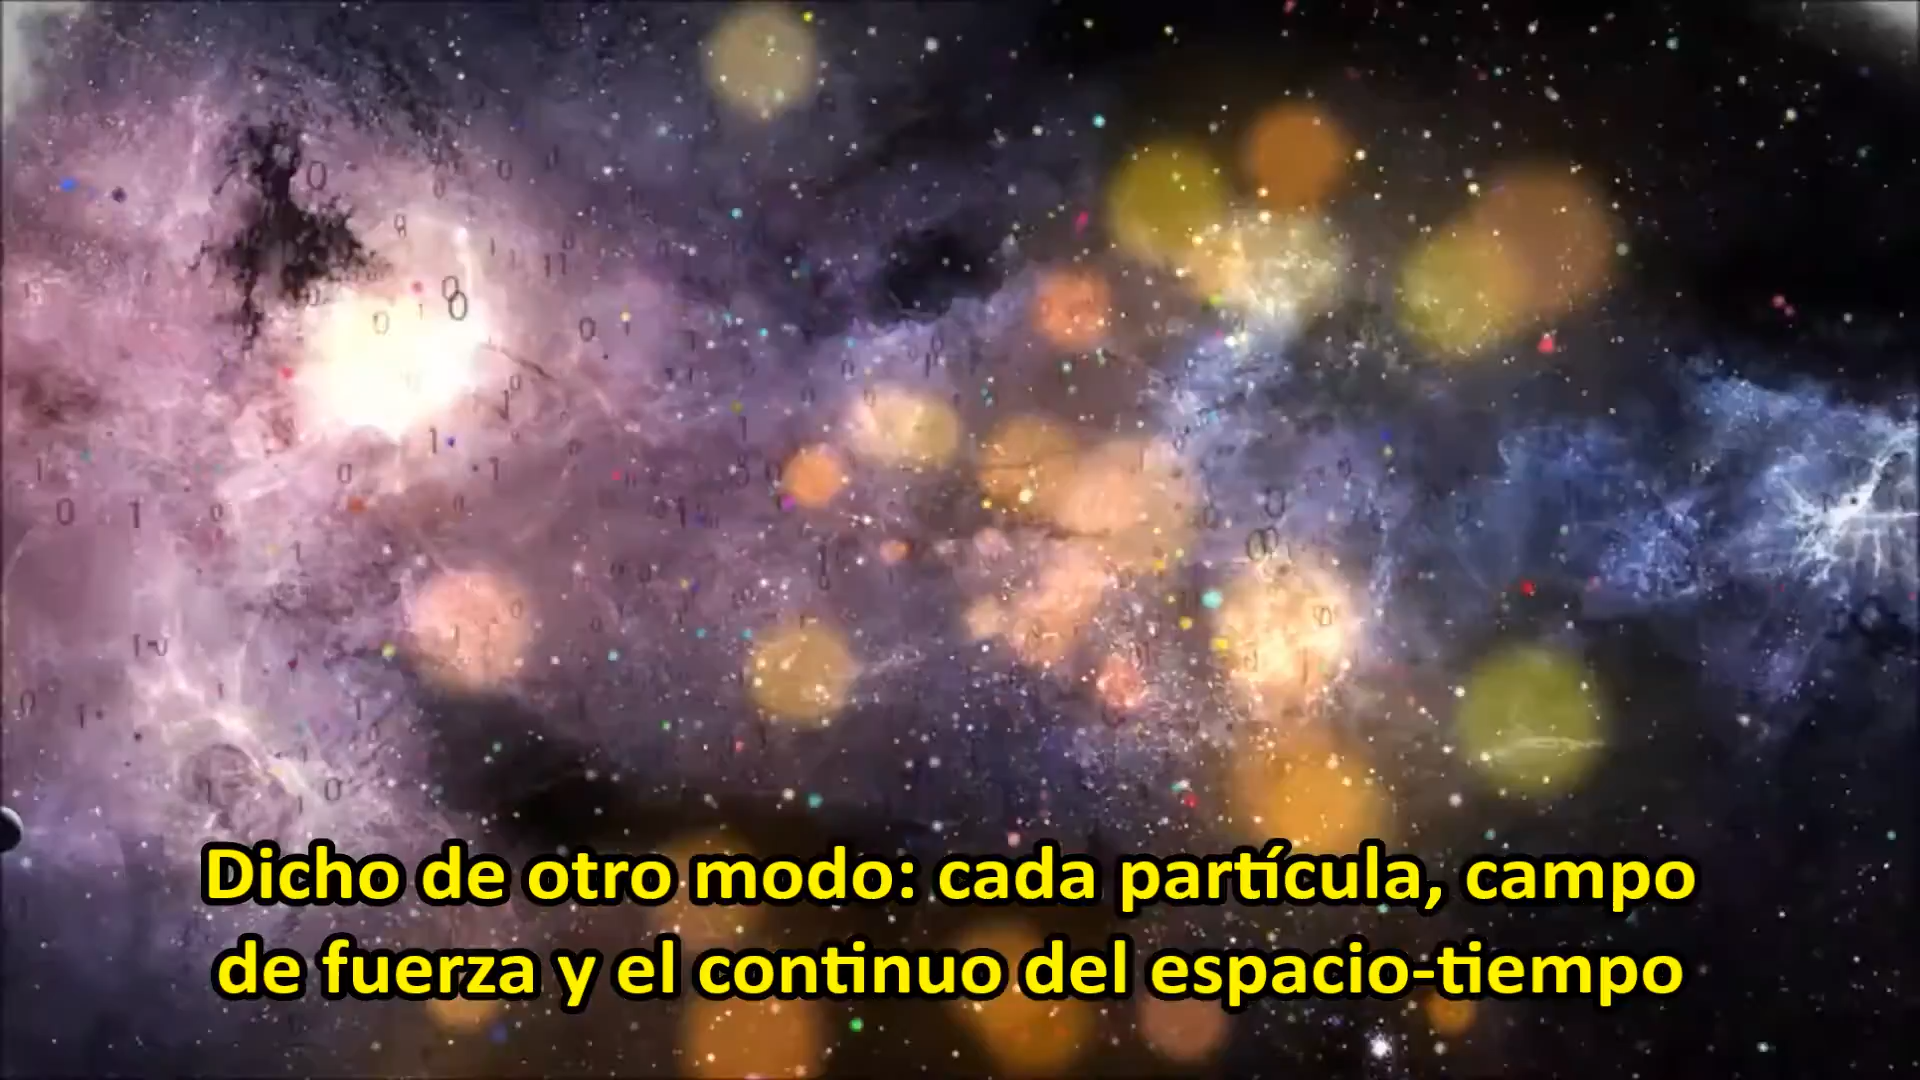 Dicho de otro modo: cada partícula, campo
de fuerza y el continuo del espacio-tiempo